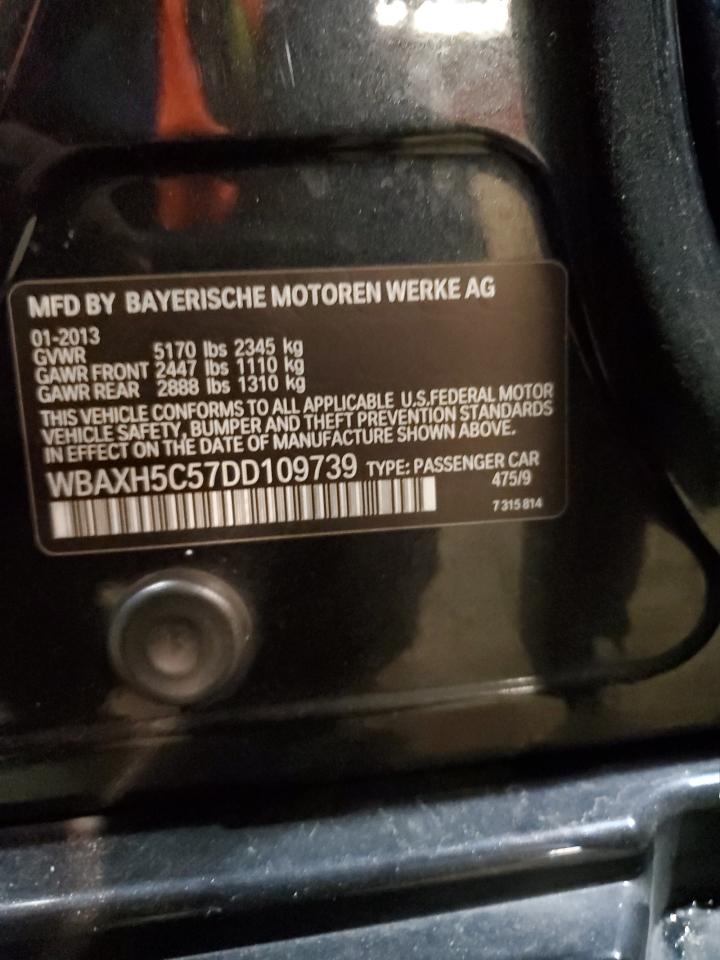 MFD BY BAYERISCHE MOTOREN WERKE AG
01-2013
GVWR 5170 lbs 2345 kg
GAWR FRONT 2447 lbs 1110 kg
GAWR REAR 2888 lbs 1310 kg
THIS VEHICLE CONFORMS TO ALL APPLICABLE U.S.FEDERAL MOTOR
VEHICLE SAFETY, BUMPER AND THEFT PREVENTION STANDARDS
IN EFFECT ON THE DATE OF MANUFACTURE SHOWN ABOVE.
WBAXH5C57DD109739 TYPE: PASSENGER CAR
475/9
7 315 814